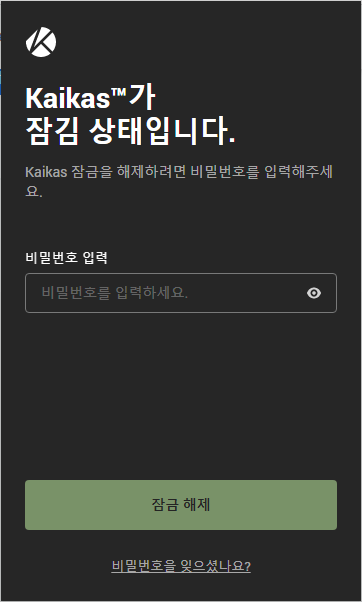 Kaikas™가
잠김 상태입니다.
Kaikas 잠금을 해제하려면 비밀번호를 입력해주세
요.
비밀번호 입력
비밀번호를 입력하세요.
잠금 해제
비밀번호을 잊으셨나요?